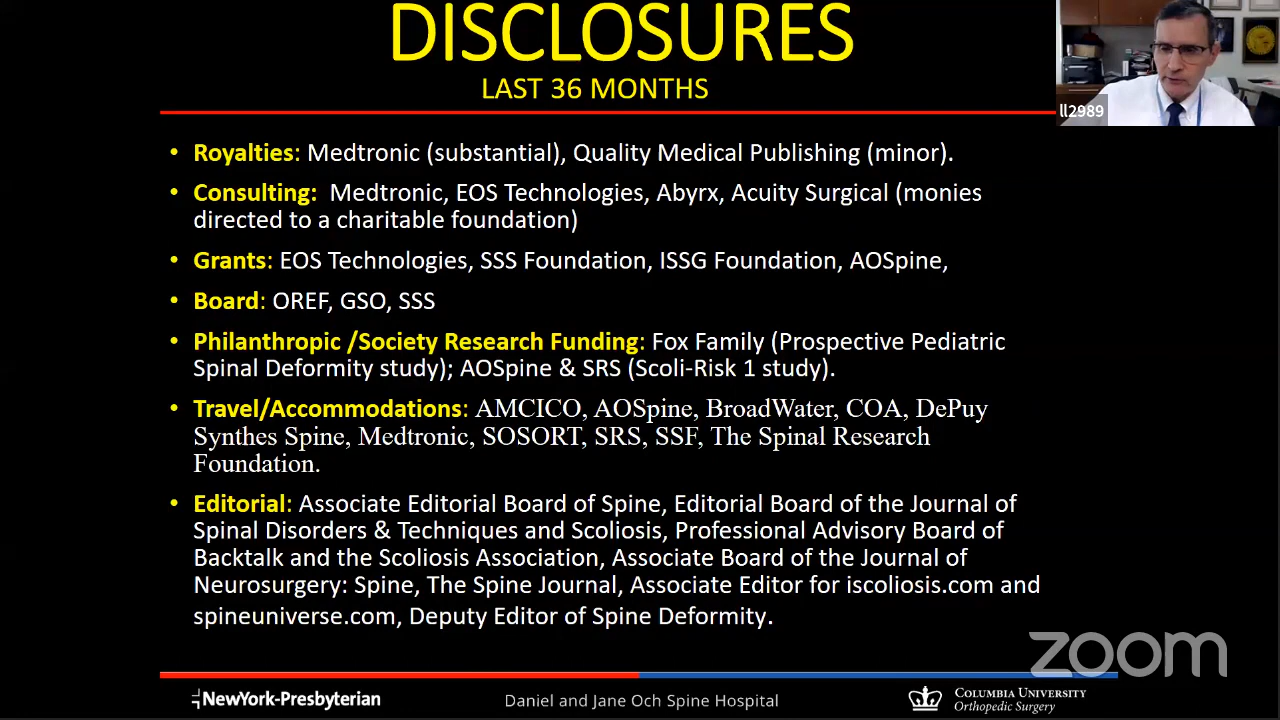 DISCLOSURES
LAST 36 MONTHS
ll2989
• Royalties: Medtronic (substantial), Quality Medical Publishing (minor).
• Consulting: Medtronic, EOS Technologies, Abyrx, Acuity Surgical (monies
directed to a charitable foundation)
• Grants: EOS Technologies, SSS Foundation, ISSG Foundation, AOSpine,
• Board: OREF, GSO, SSS
• Philanthropic /Society Research Funding: Fox Family (Prospective Pediatric
Spinal Deformity study); AOSpine & SRS (Scoli-Risk 1 study).
• Travel/Accommodations: AMCICO, AOSpine, BroadWater, COA, DePuy
Synthes Spine, Medtronic, SOSORT, SRS, SSF, The Spinal Research
Foundation.
• Editorial: Associate Editorial Board of Spine, Editorial Board of the Journal of
Spinal Disorders & Techniques and Scoliosis, Professional Advisory Board of
Backtalk and the Scoliosis Association, Associate Board of the Journal of
Neurosurgery: Spine, The Spine Journal, Associate Editor for iscoliosis.com and
spineuniverse.com, Deputy Editor of Spine Deformity.
zoom
NewYork-Presbyterian
Daniel and Jane Och Spine Hospital
COLUMBIA UNIVERSITY
Orthopedic Surgery